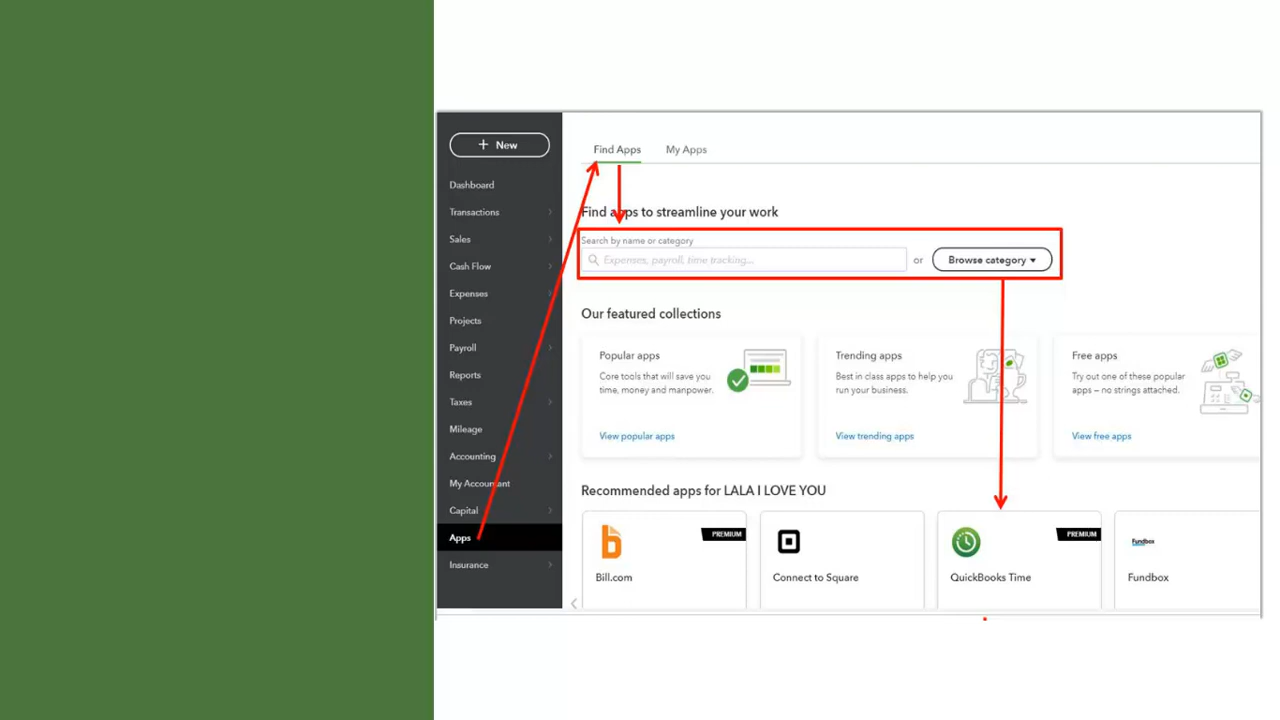 + New
Dashboard
Transactions
Sales
Cash Flow
Expenses
Projects
Payroll
Reports
Taxes
Mileage
Accounting
My Accountant
Capital
Apps
Insurance
Find Apps
My Apps
Find apps to streamline your work
Search by name or category
Expenses, payroll, time tracking...
or
Browse category
Our featured collections
Popular apps
Core tools that will save you
time, money and manpower.
View popular apps
Trending apps
Best in class apps to help you
run your business.
View trending apps
Free apps
Try out one of these popular
apps – no strings attached.
View free apps
Recommended apps for LALA I LOVE YOU
PREMIUM
Bill.com
Connect to Square
PREMIUM
QuickBooks Time
Fundbox
Fundbox